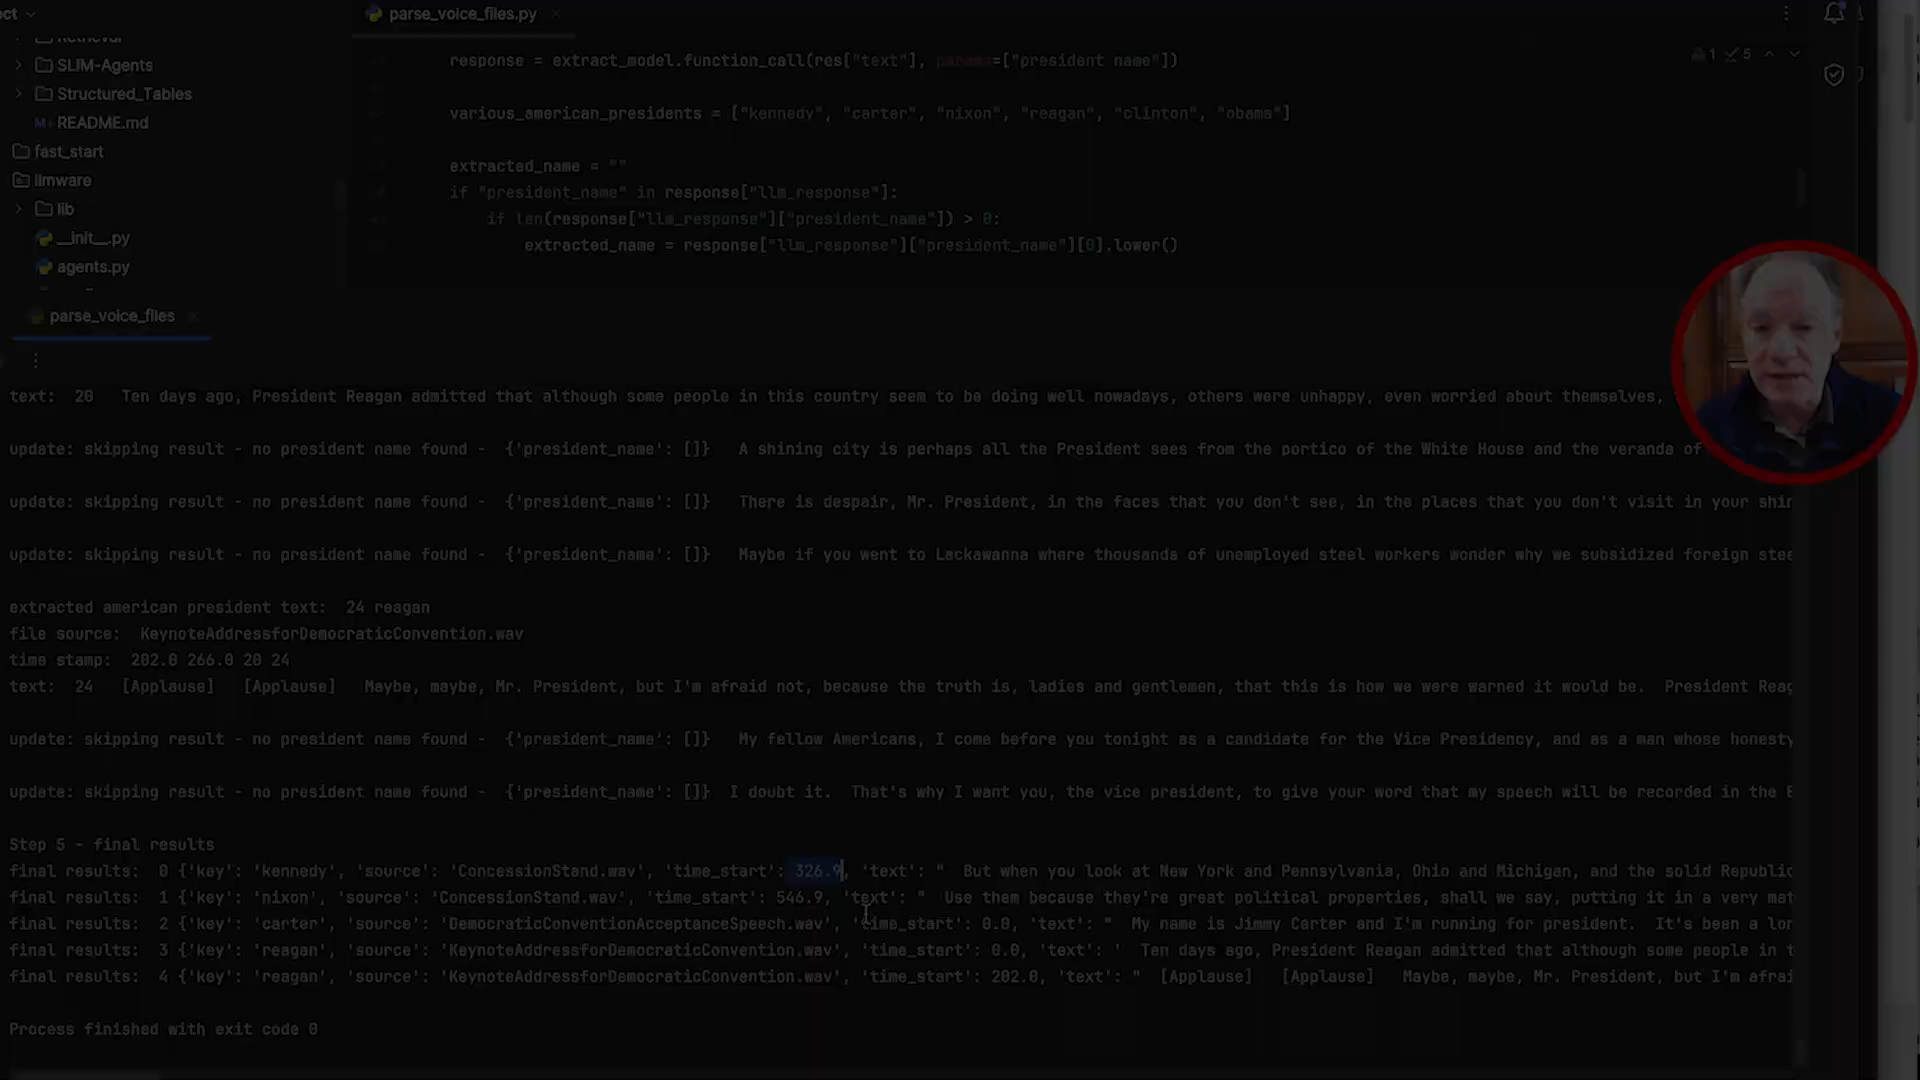 ect
parse_voice_files.py
Retrieval
SLIM-Agents
Structured_Tables
README.md
fast_start
llmware
lib
__init__.py
agents.py
response = extract_model.function_call(res["text"], params=["president name"])
various_american_presidents = ["kennedy", "carter", "nixon", "reagan", "clinton", "obama"]
extracted_name = ""
if "president_name" in response["llm_response"]:
if len(response["llm_response"]["president_name"]) > 0:
extracted_name = response["llm_response"]["president_name"][0].lower()
1 5
parse_voice_files
text: 20 Ten days ago, President Reagan admitted that although some people in this country seem to be doing well nowadays, others were unhappy, even worried about themselves,
update: skipping result - no president name found - {'president_name': []} A shining city is perhaps all the President sees from the portico of the White House and the veranda of
update: skipping result - no president name found - {'president_name': []} There is despair, Mr. President, in the faces that you don't see, in the places that you don't visit in your shin
update: skipping result - no president name found - {'president_name': []} Maybe if you went to Lackawanna where thousands of unemployed steel workers wonder why we subsidized foreign stee
extracted american president text: 24 reagan
file source: KeynoteAddressforDemocraticConvention.wav
time stamp: 202.0 266.0 20 24
text: 24 [Applause] [Applause] Maybe, maybe, Mr. President, but I'm afraid not, because the truth is, ladies and gentlemen, that this is how we were warned it would be. President Reag
update: skipping result - no president name found - {'president_name': []} My fellow Americans, I come before you tonight as a candidate for the Vice Presidency, and as a man whose honesty
update: skipping result - no president name found - {'president_name': []} I doubt it. That's why I want you, the vice president, to give your word that my speech will be recorded in the
Step 5 - final results
final results: 0 {'key': 'kennedy', 'source': 'ConcessionStand.wav', 'time_start': 326.9, 'text': " But when you look at New York and Pennsylvania, Ohio and Michigan, and the solid Republic
final results: 1 {'key': 'nixon', 'source': 'ConcessionStand.wav', 'time_start': 546.9, 'text': " Use them because they're great political properties, shall we say, putting it in a very mat
final results: 2 {'key': 'carter', 'source': 'DemocraticConventionAcceptanceSpeech.wav', 'time_start': 0.0, 'text': " My name is Jimmy Carter and I'm running for president. It's been a lon
final results: 3 {'key': 'reagan', 'source': 'KeynoteAddressforDemocraticConvention.wav', 'time_start': 0.0, 'text': ' Ten days ago, President Reagan admitted that although some people in t
final results: 4 {'key': 'reagan', 'source': 'KeynoteAddressforDemocraticConvention.wav', 'time_start': 202.0, 'text': " [Applause] [Applause] Maybe, maybe, Mr. President, but I'm afrai
Process finished with exit code 0